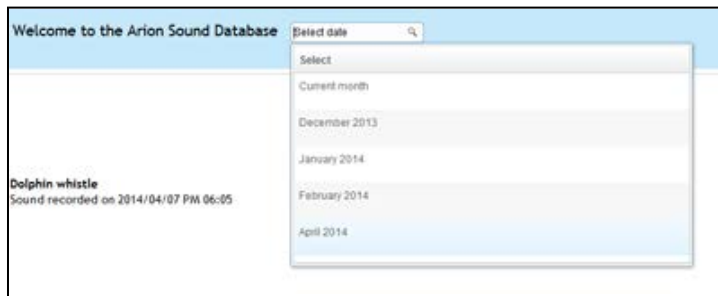 Welcome to the Arion Sound Database
Select date
Select
Current month
December 2013
January 2014
February 2014
April 2014
Dolphin whistle
Sound recorded on 2014/04/07 PM 06:05